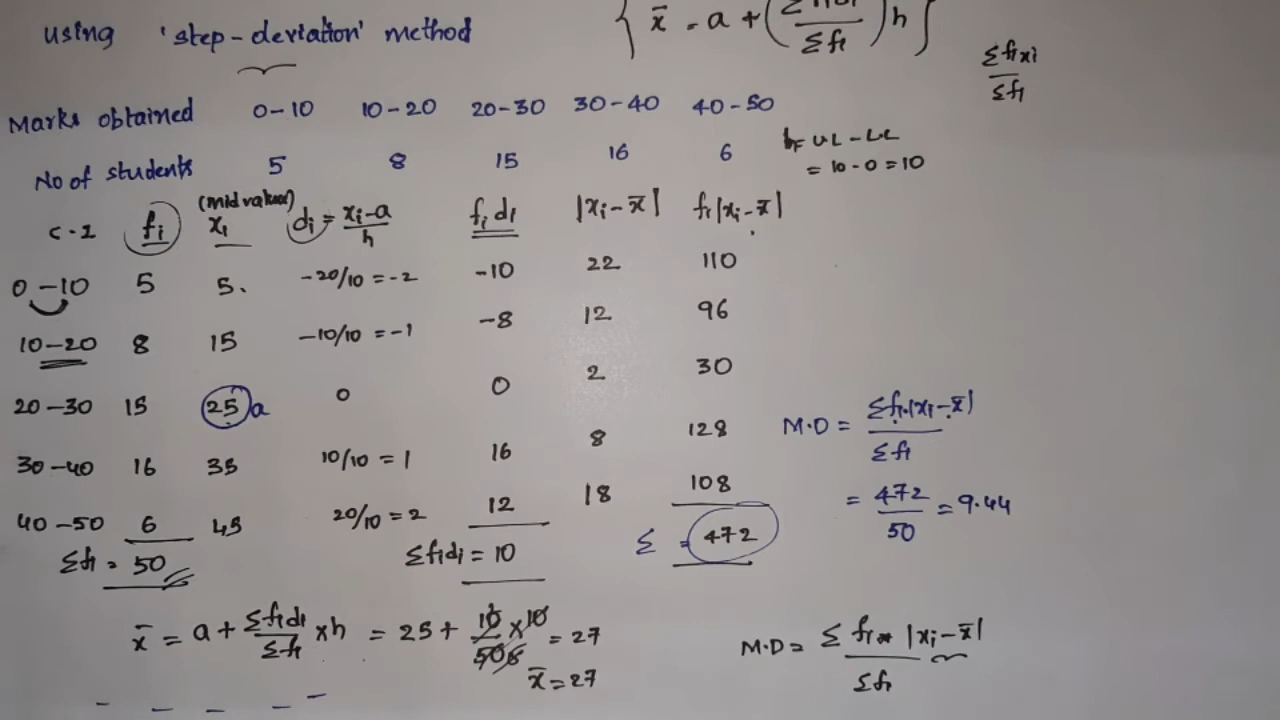 using 'step-deviation' method { x̄ = a + (Σfidi/Σfi)h }
Σfixi/Σfi
Marks obtained 0-10 10-20 20-30 30-40 40-50
No of students 5 8 15 16 6
h = UL - LL
= 10-0=10
(mid values)
C-I fi xi di = xi-a/h fidi |xi-x̄| fi|xi-x̄|
0-10 5 5. -20/10 = -2 -10 22 110
10-20 8 15 -10/10 = -1 -8 12 96
20-30 15 25 a 0 0 2 30
30-40 16 35 10/10 = 1 16 8 128
40-50 6 45 20/10 = 2 12 18 108
Σfi = 50 Σfidi = 10 Σ = 472
M.D = Σfi.|xi-x̄|/Σfi
= 472/50 = 9.44
x̄ = a + Σfidi/Σfi xh = 25 + 10/50 x 10 = 27
x̄ = 27
M.D = Σ fi |xi-x̄|/Σfi